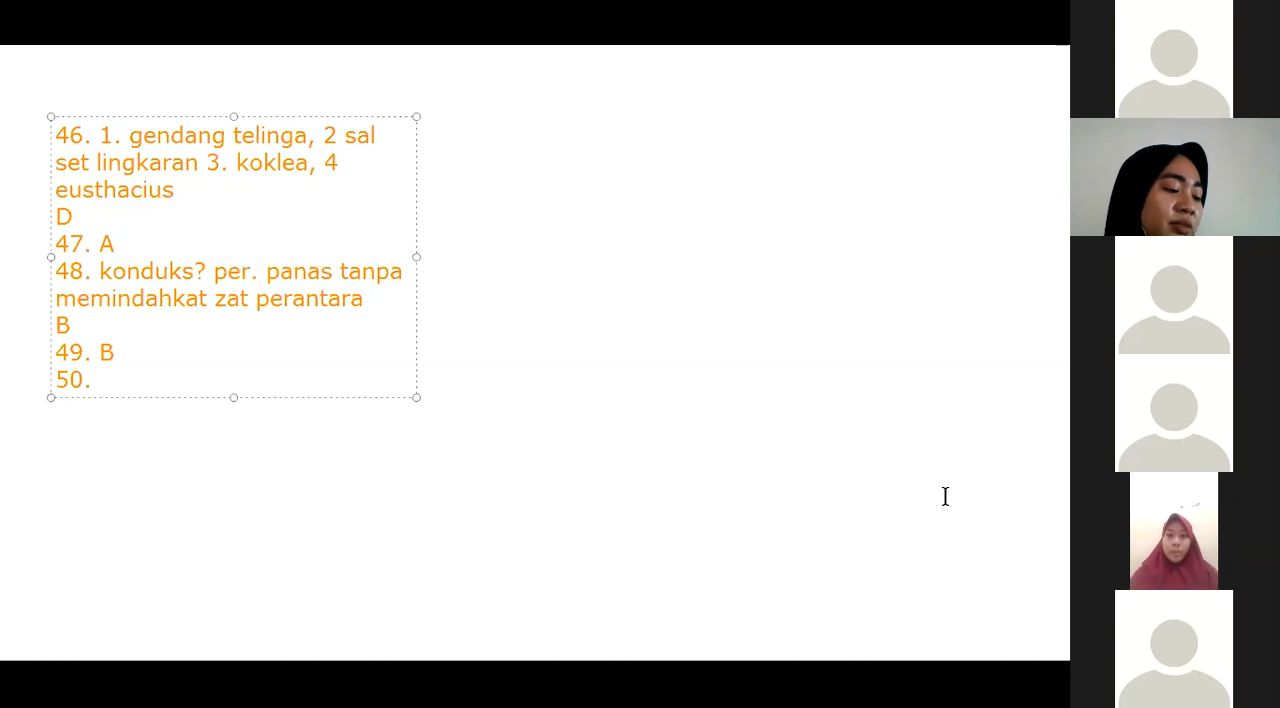 46. 1. gendang telinga, 2 sal
set lingkaran 3. koklea, 4
eusthacius
D
47. A
48. konduks? per. panas tanpa
memindahkat zat perantara
B
49. B
50.